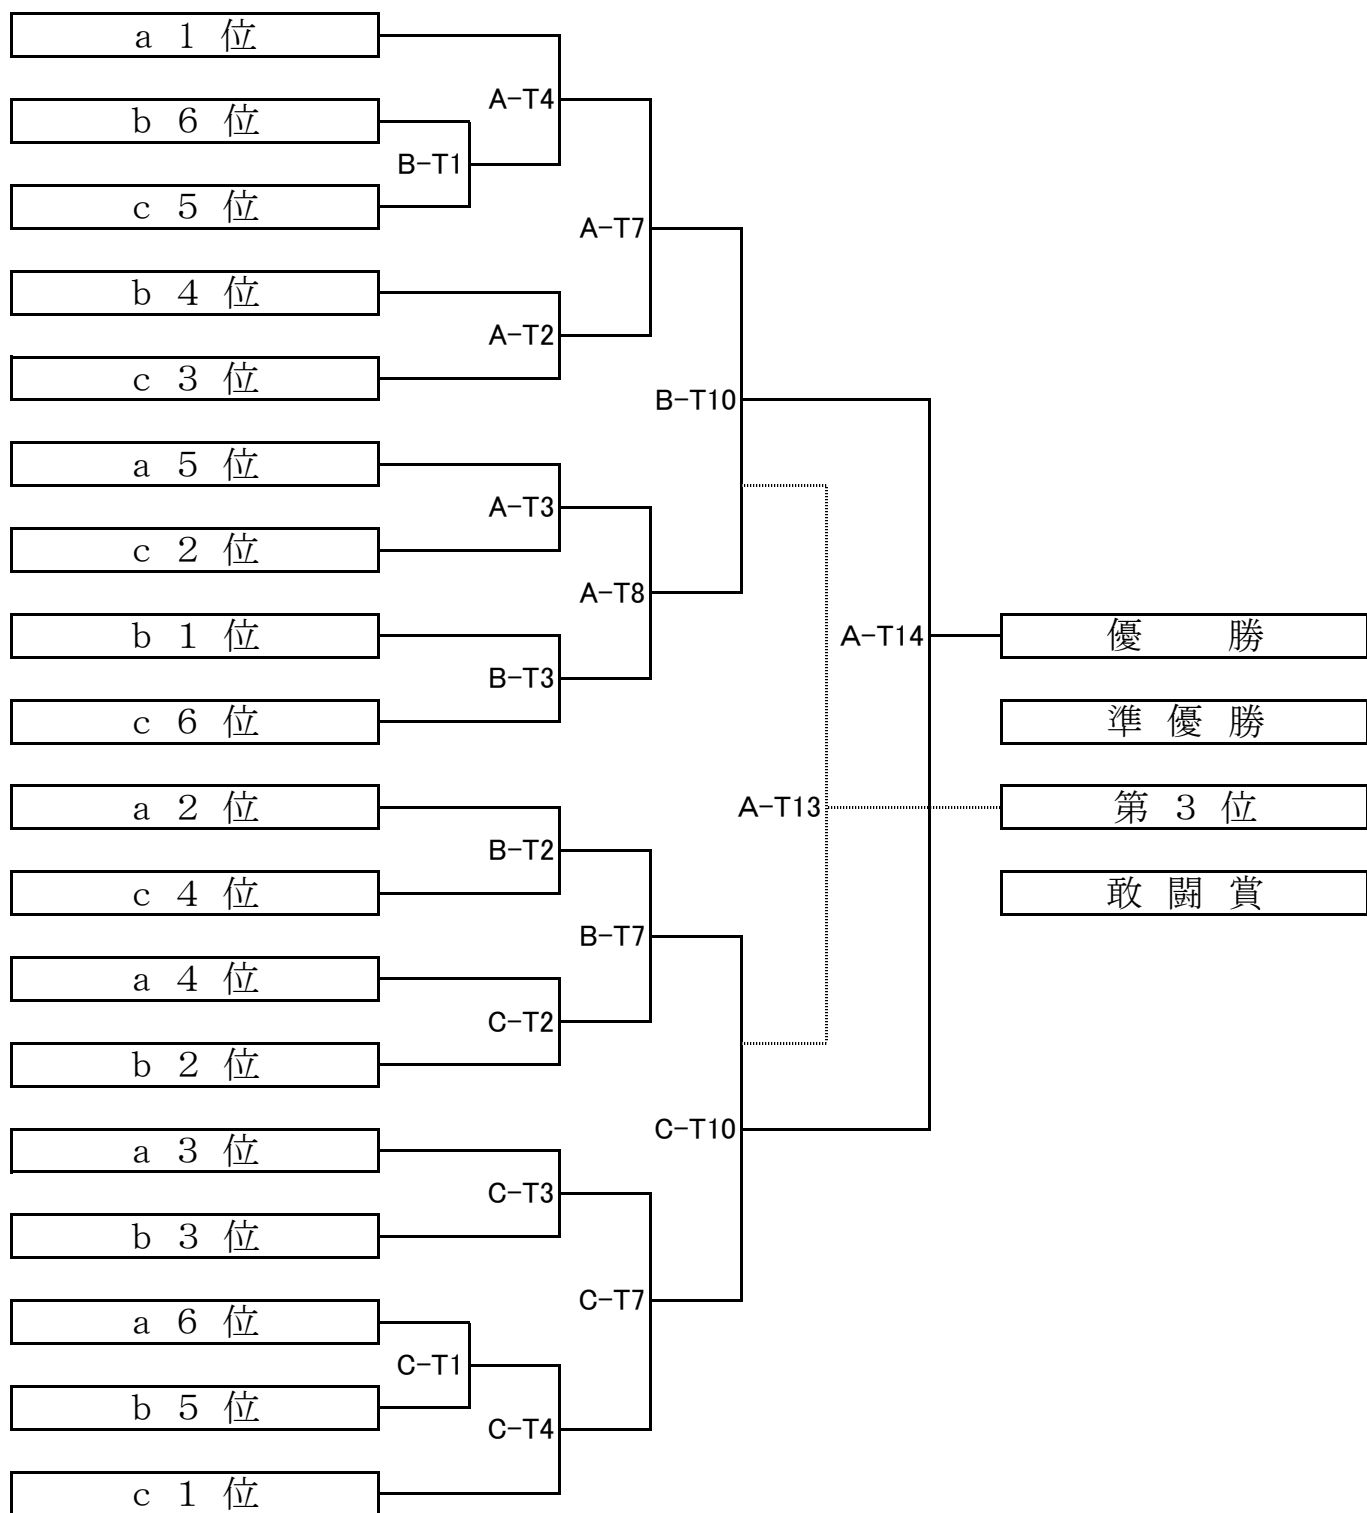 a 1 位
A-T4
b 6 位
B-T1
c 5 位
A-T7
b 4 位
A-T2
c 3 位
B-T10
a 5 位
A-T3
c 2 位
A-T8
b 1 位
A-T14
優 勝
B-T3
c 6 位
準 優 勝
a 2 位
A-T13
第 3 位
B-T2
c 4 位
敢 闘 賞
B-T7
a 4 位
C-T2
b 2 位
a 3 位
C-T10
C-T3
b 3 位
C-T7
a 6 位
C-T1
b 5 位
C-T4
c 1 位